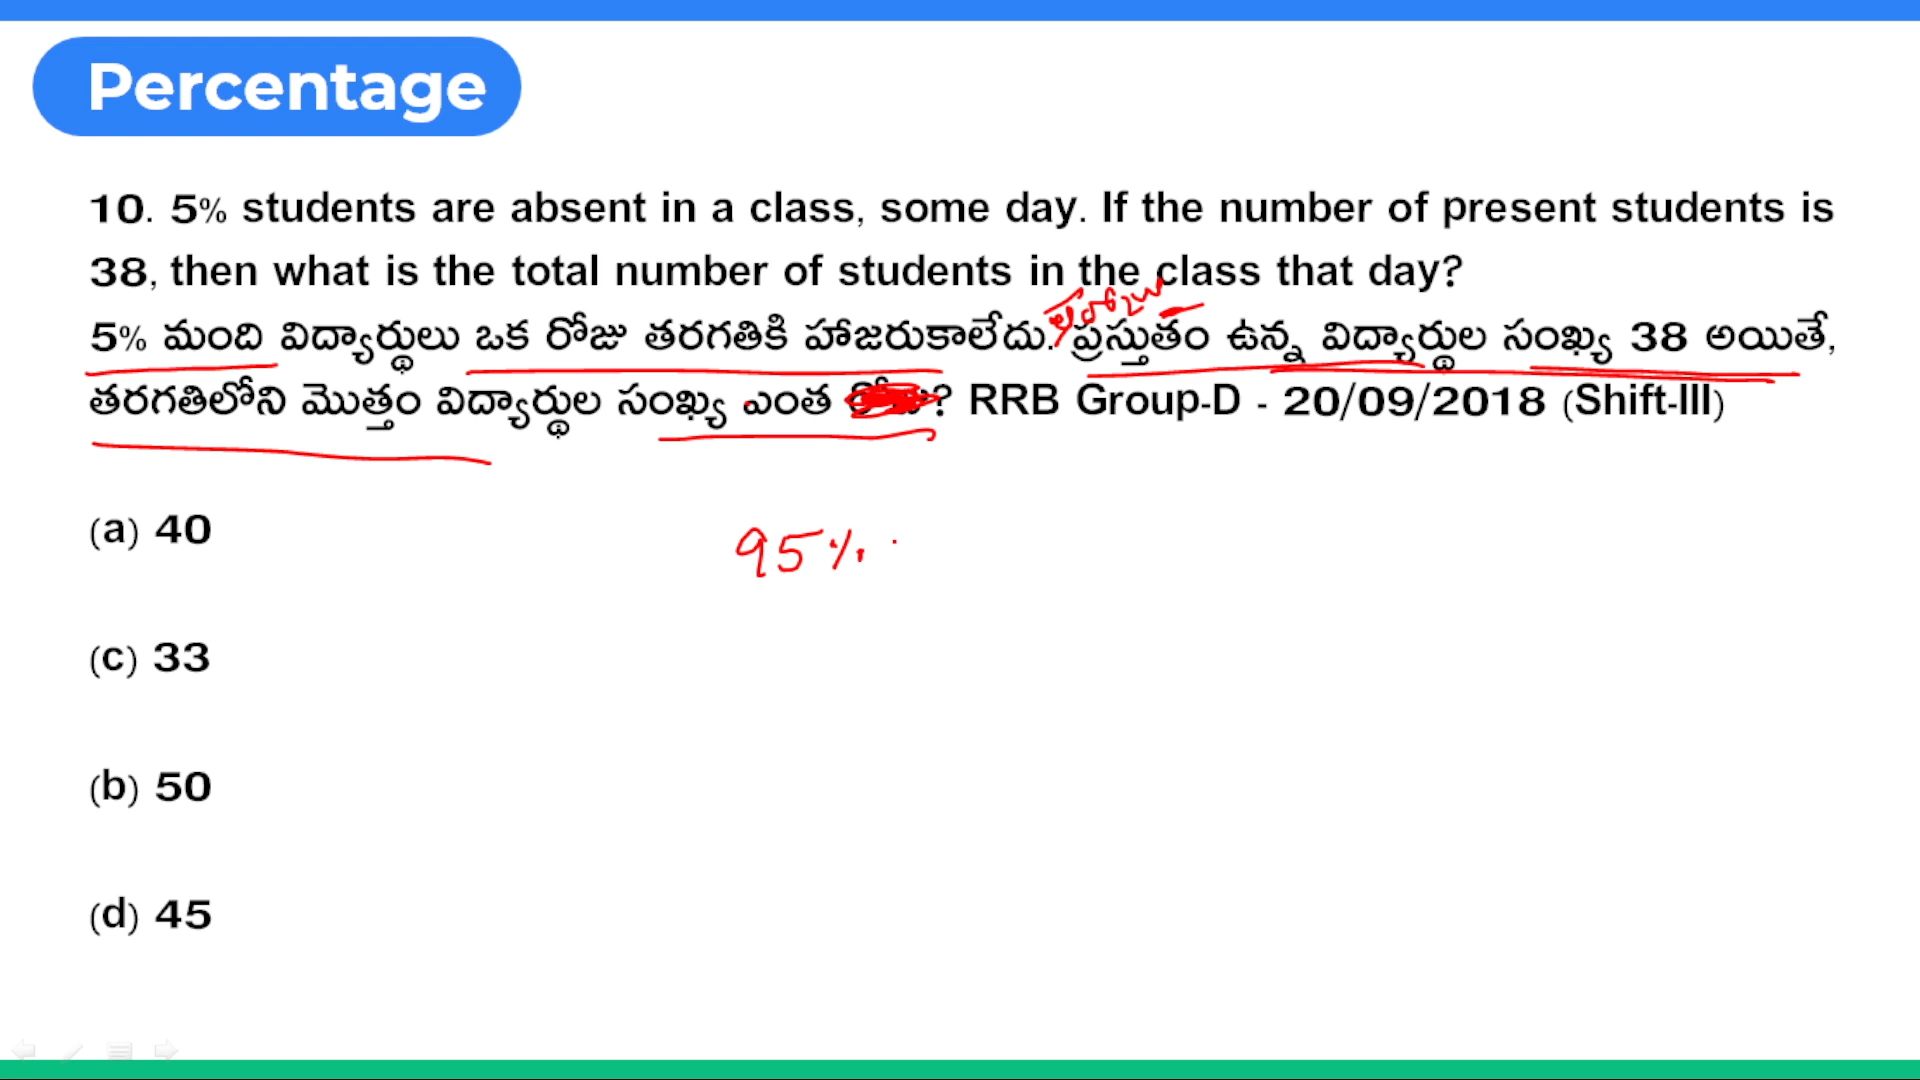 Percentage
10. 5% students are absent in a class, some day. If the number of present students is
38, then what is the total number of students in the class that day?
5% మంది విద్యార్థులు ఒక రోజు తరగతికి హాజరుకాలేదు. ప్రస్తుతం ఉన్న విద్యార్థుల సంఖ్య 38 అయితే,
తరగతిలోని మొత్తం విద్యార్థుల సంఖ్య ఎంత ? RRB Group-D - 20/09/2018 (Shift-III)
(a) 40
95%
(c) 33
(b) 50
(d) 45